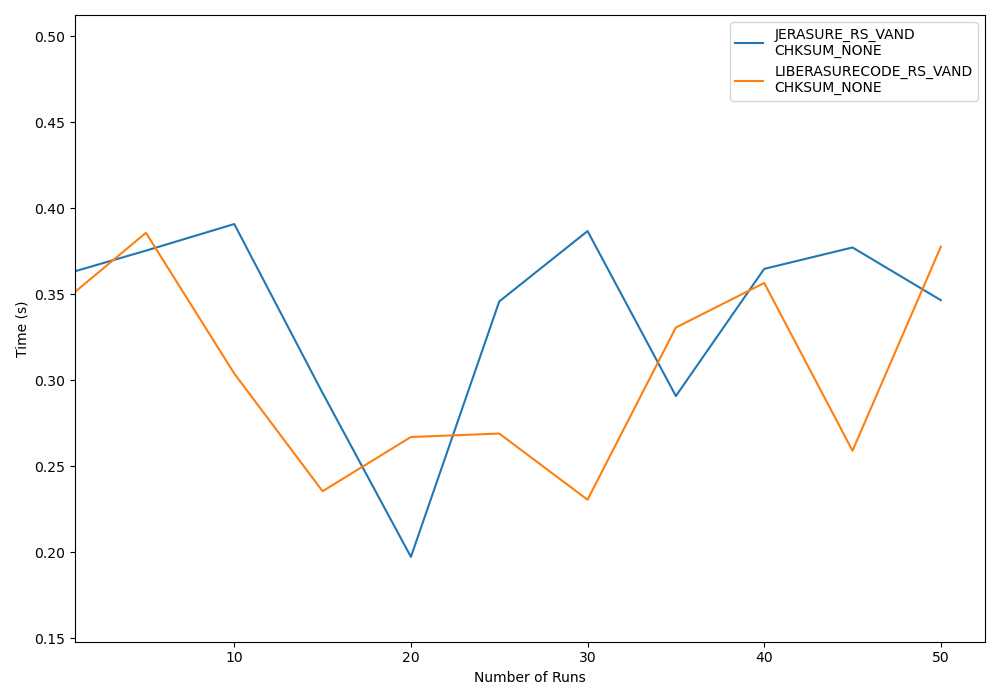 JERASURE_RS_VAND
CHKSUM_NONE
LIBERASURECODE_RS_VAND
CHKSUM_NONE
Time (s)
0.50
0.45
0.40
0.35
0.30
0.25
0.20
0.15
10 20 30 40 50
Number of Runs